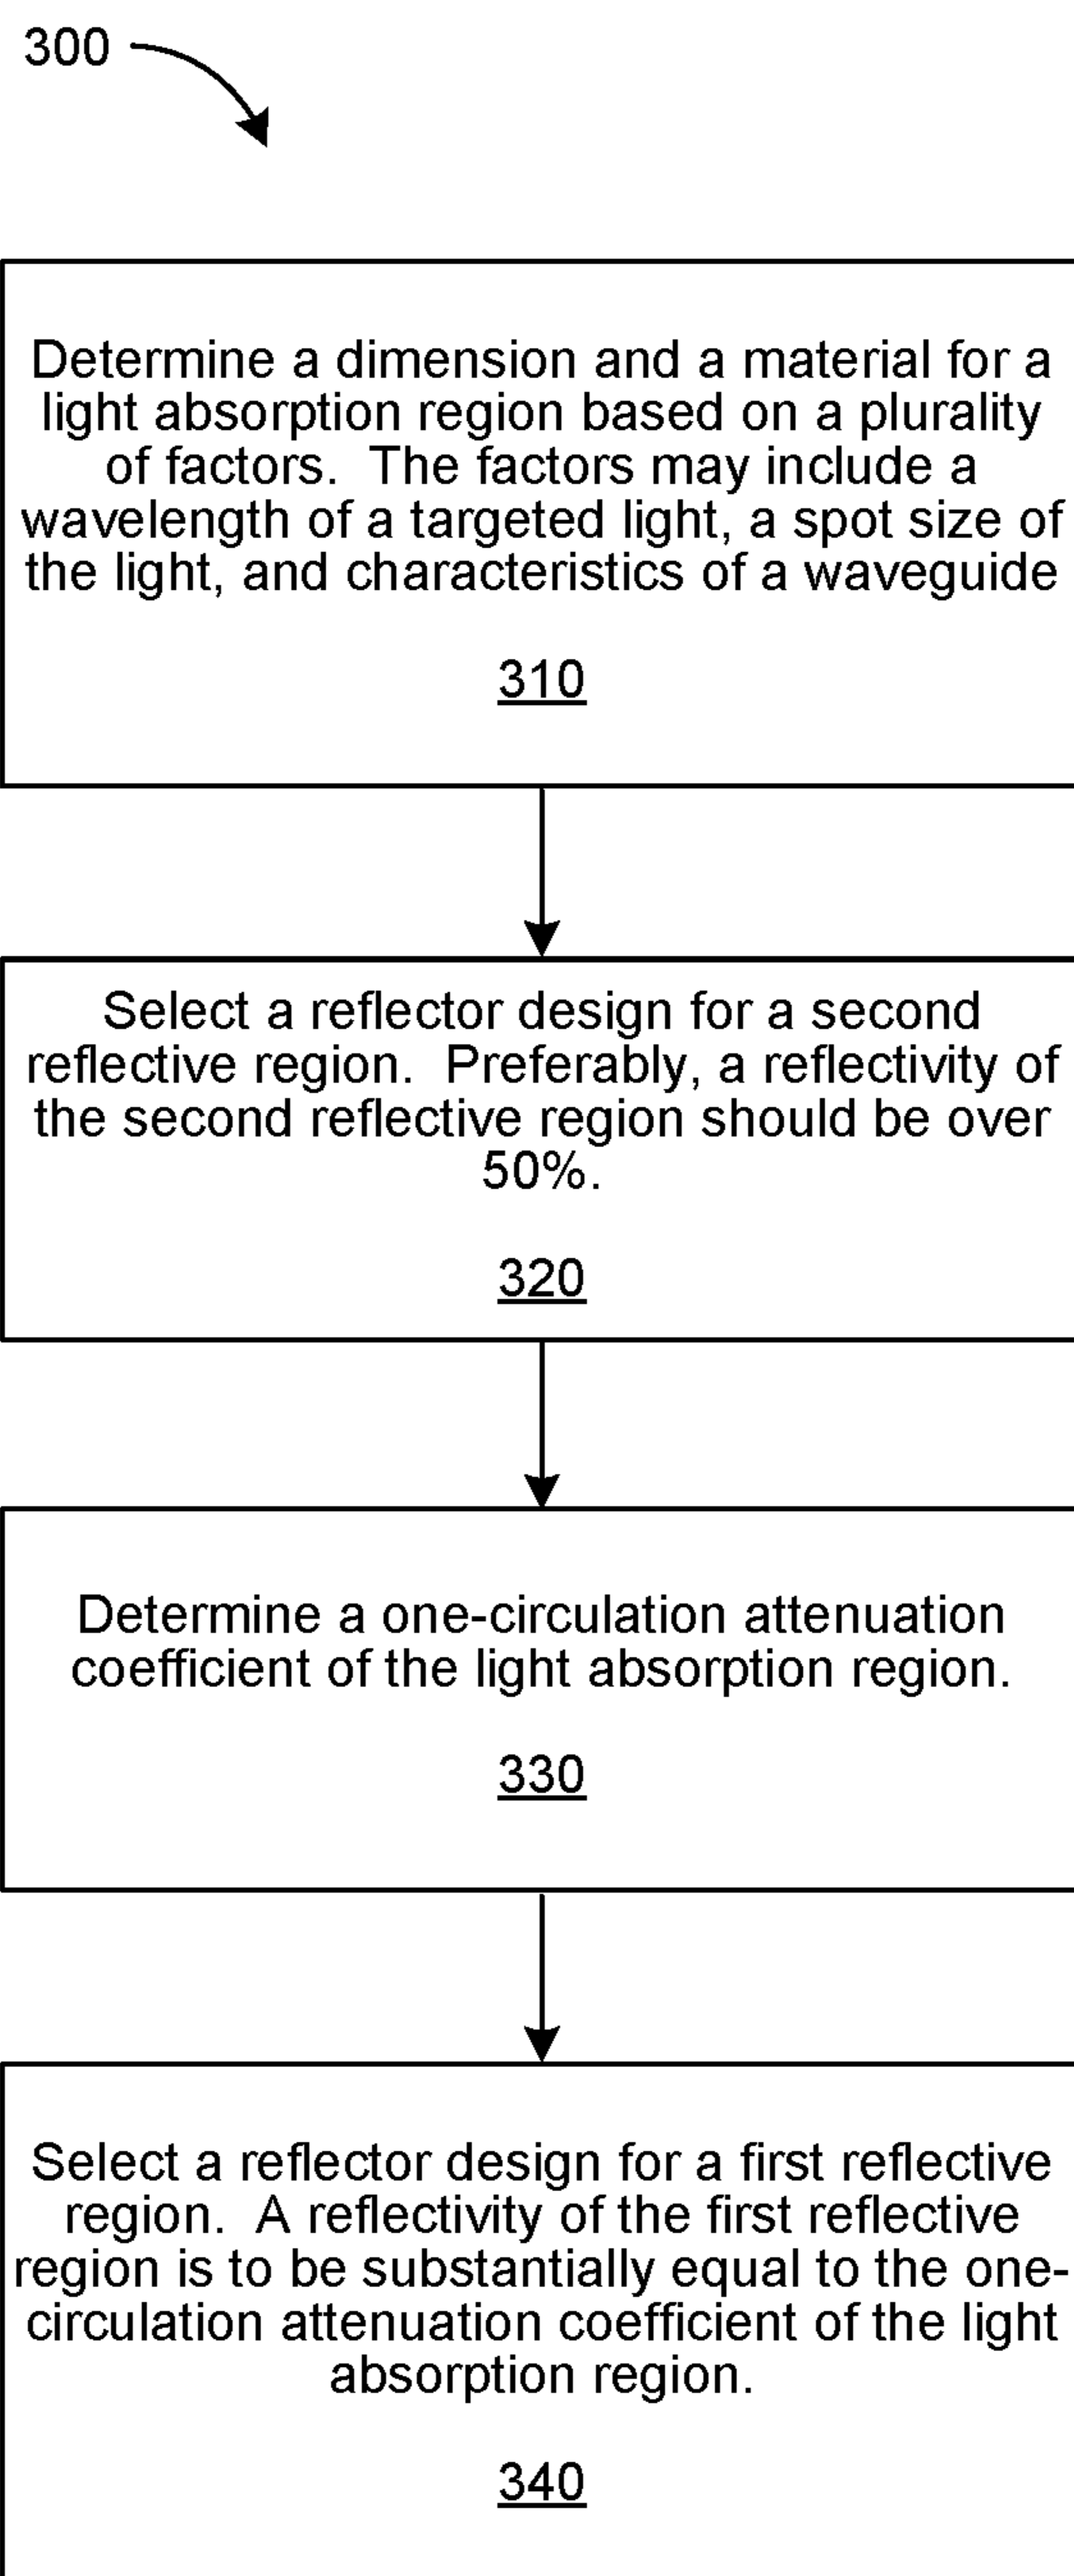 300
Determine a dimension and a material for a
light absorption region based on a plurality
of factors.  The factors may include a
wavelength of a targeted light, a spot size of
the light, and characteristics of a waveguide
310
Select a reflector design for a second
reflective region.  Preferably, a reflectivity of
the second reflective region should be over
50%.
320
Determine a one-circulation attenuation
coefficient of the light absorption region.
330
Select a reflector design for a first reflective
region.  A reflectivity of the first reflective
region is to be substantially equal to the one-
circulation attenuation coefficient of the light
absorption region.
340